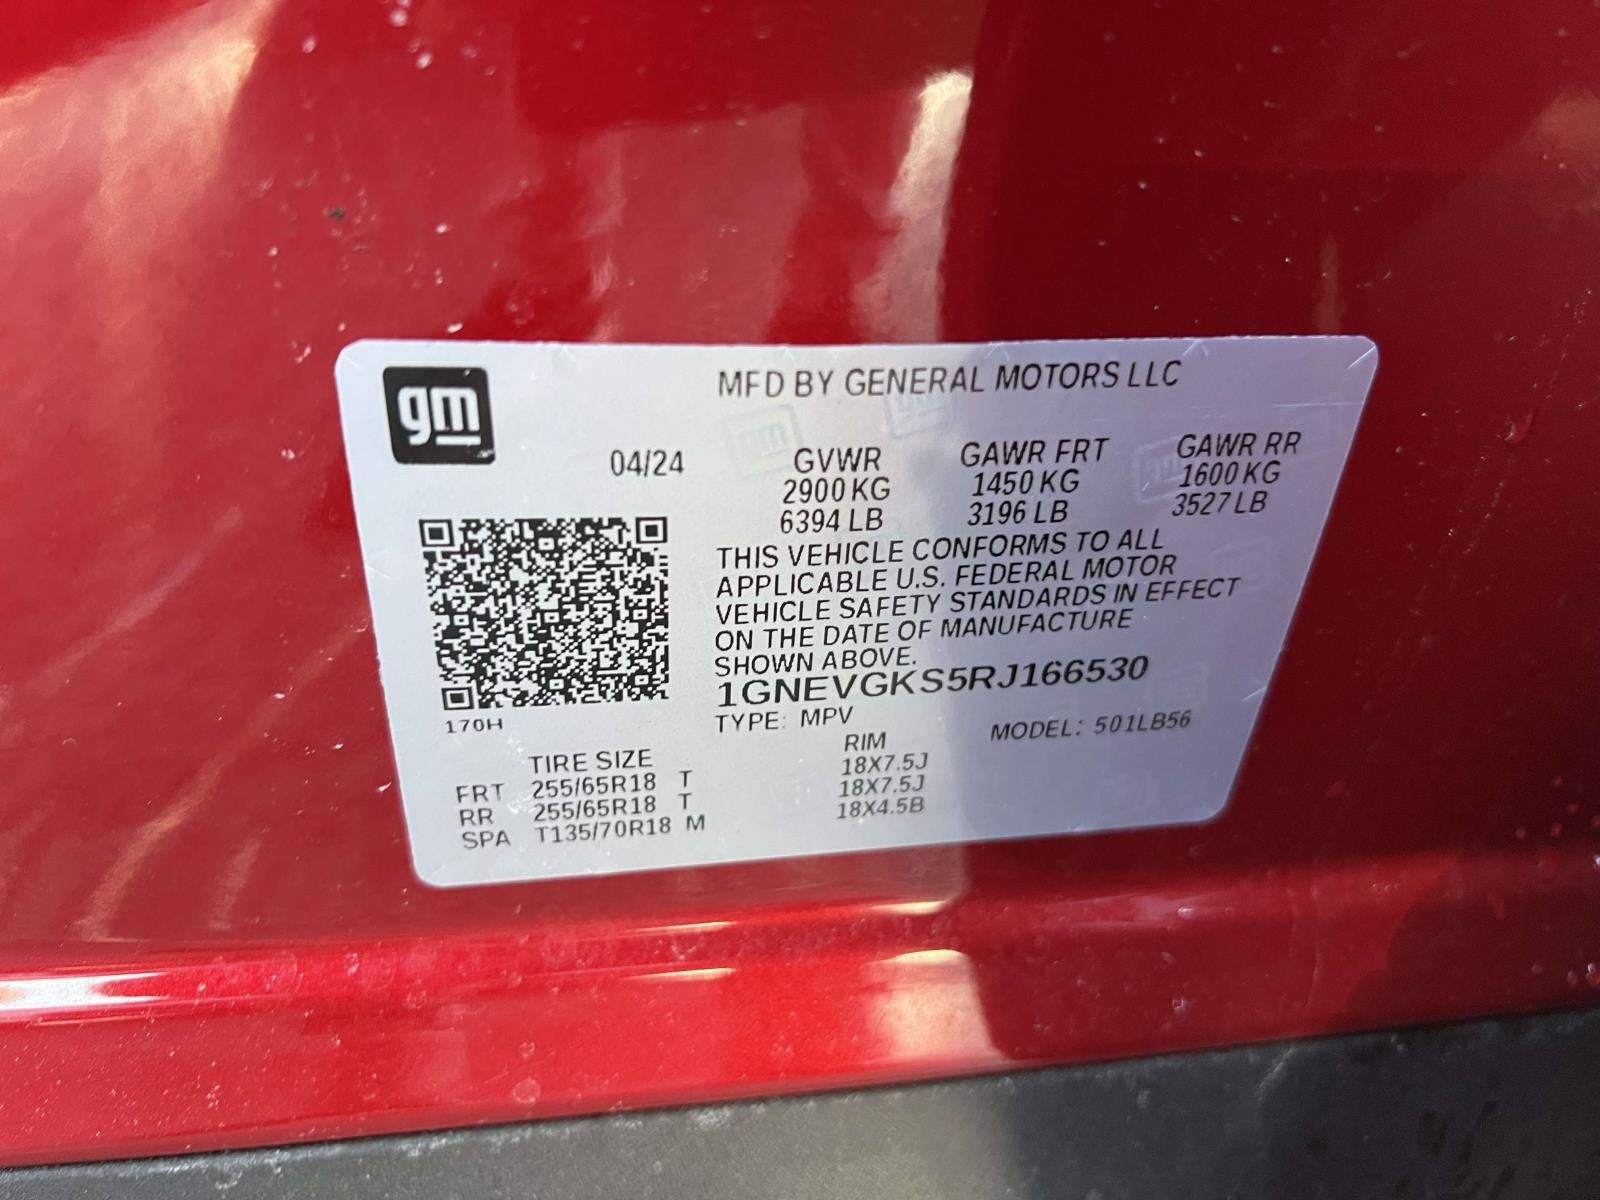 gm
MFD BY GENERAL MOTORS LLC
04/24 GVWR GAWR FRT GAWR RR
2900 KG 1450 KG 1600 KG
6394 LB 3196 LB 3527 LB
THIS VEHICLE CONFORMS TO ALL
APPLICABLE U.S. FEDERAL MOTOR
VEHICLE SAFETY STANDARDS IN EFFECT
ON THE DATE OF MANUFACTURE
SHOWN ABOVE.
1GNEVGKS5RJ166530
170H
TYPE: MPV MODEL: 501LB56
TIRE SIZE RIM
FRT 255/65R18 T 18X7.5J
RR 255/65R18 T 18X7.5J
SPA T135/70R18 M 18X4.5B